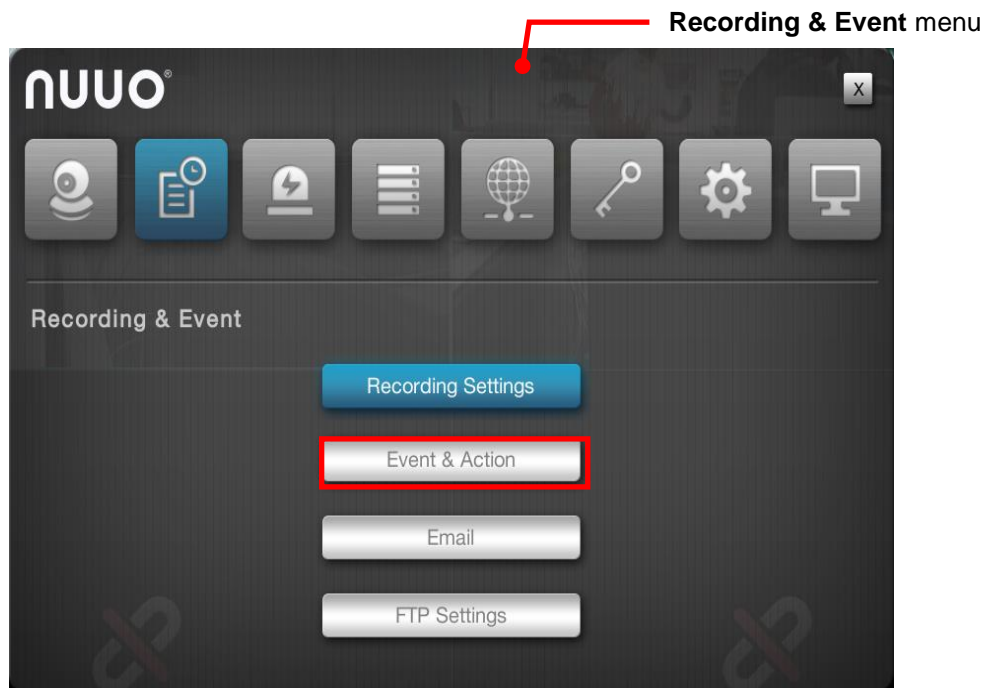 Recording & Event menu
nuuo®
X
Recording & Event
Recording Settings
Event & Action
Email
FTP Settings